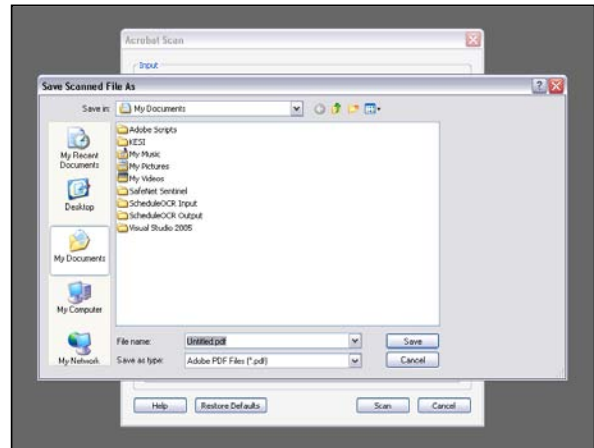 Acrobat Scan
Input
Save Scanned File As
Save in: My Documents
My Recent Documents
Desktop
My Documents
My Computer
My Network
Adobe Scripts
KESI
My Music
My Pictures
My Videos
SafeNet Sentinel
ScheduleOCR Input
ScheduleOCR Output
Visual Studio 2005
File name: Untitled.pdf Save
Save as type: Adobe PDF Files (*.pdf) Cancel
Help Restore Defaults Scan Cancel